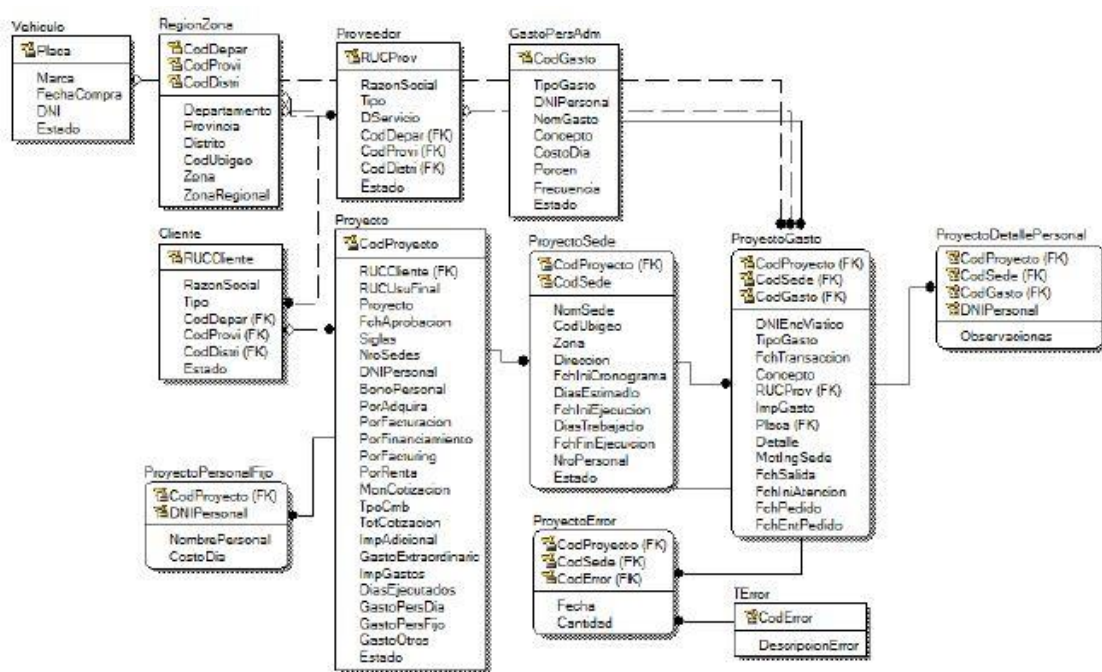 Vehiculo
Placa
Marca
FechaCompra
DNI
Estado
RegionZona
CodDepar
CodProvi
CodDistri
Departamento
Provincia
Distrito
CodUbigeo
Zona
ZonaRegional
Proveedor
RUCProv
RazonSocial
Tipo
DServicio
CodDepar (FK)
CodProvi (FK)
CodDistri (FK)
Estado
GastoPersAdm
CodGasto
TipoGasto
DNIPersonal
NomGasto
Concepto
CostoDia
Porcen
Frecuencia
Estado
Cliente
RUCCliente
RazonSocial
Tipo
CodDepar (FK)
CodProvi (FK)
CodDistri (FK)
Estado
Proyecto
CodProyecto
RUCCliente (FK)
RUCUsuFinal
Proyecto
FchAprobacion
Siglas
NroSedes
DNIPersonal
BonoPersonal
PorAdquira
PorFacturacion
PorFinanciamiento
PorFacturing
PorRenta
MonCotizacion
TpoCmb
TotCotizacion
ImpAdicional
GastoExtraordinario
ImpGastos
DiasEjecutados
GastoPersDia
GastoPersFijo
GastoOtros
Estado
ProyectoSede
CodProyecto (FK)
CodSede
NomSede
CodUbigeo
Zona
Direccion
FchIniCronograma
DiasEstimado
FchIniEjecucion
DiasTrabajado
FchFinEjecucion
NroPersonal
Estado
ProyectoGasto
CodProyecto (FK)
CodSede (FK)
CodGasto (FK)
DNIEncViatico
TipoGasto
FchTransaccion
Concepto
RUCProv (FK)
ImpGasto
Placa (FK)
Detalle
MotIngSede
FchSalida
FchIniAtencion
FchPedido
FchEntPedido
ProyectoDetallePersonal
CodProyecto (FK)
CodSede (FK)
CodGasto (FK)
DNIPersonal
Observaciones
ProyectoPersonalFijo
CodProyecto (FK)
DNIPersonal
NombrePersonal
CostoDia
ProyectoError
CodProyecto (FK)
CodSede (FK)
CodError (FK)
Fecha
Cantidad
TError
CodError
DescripcionError